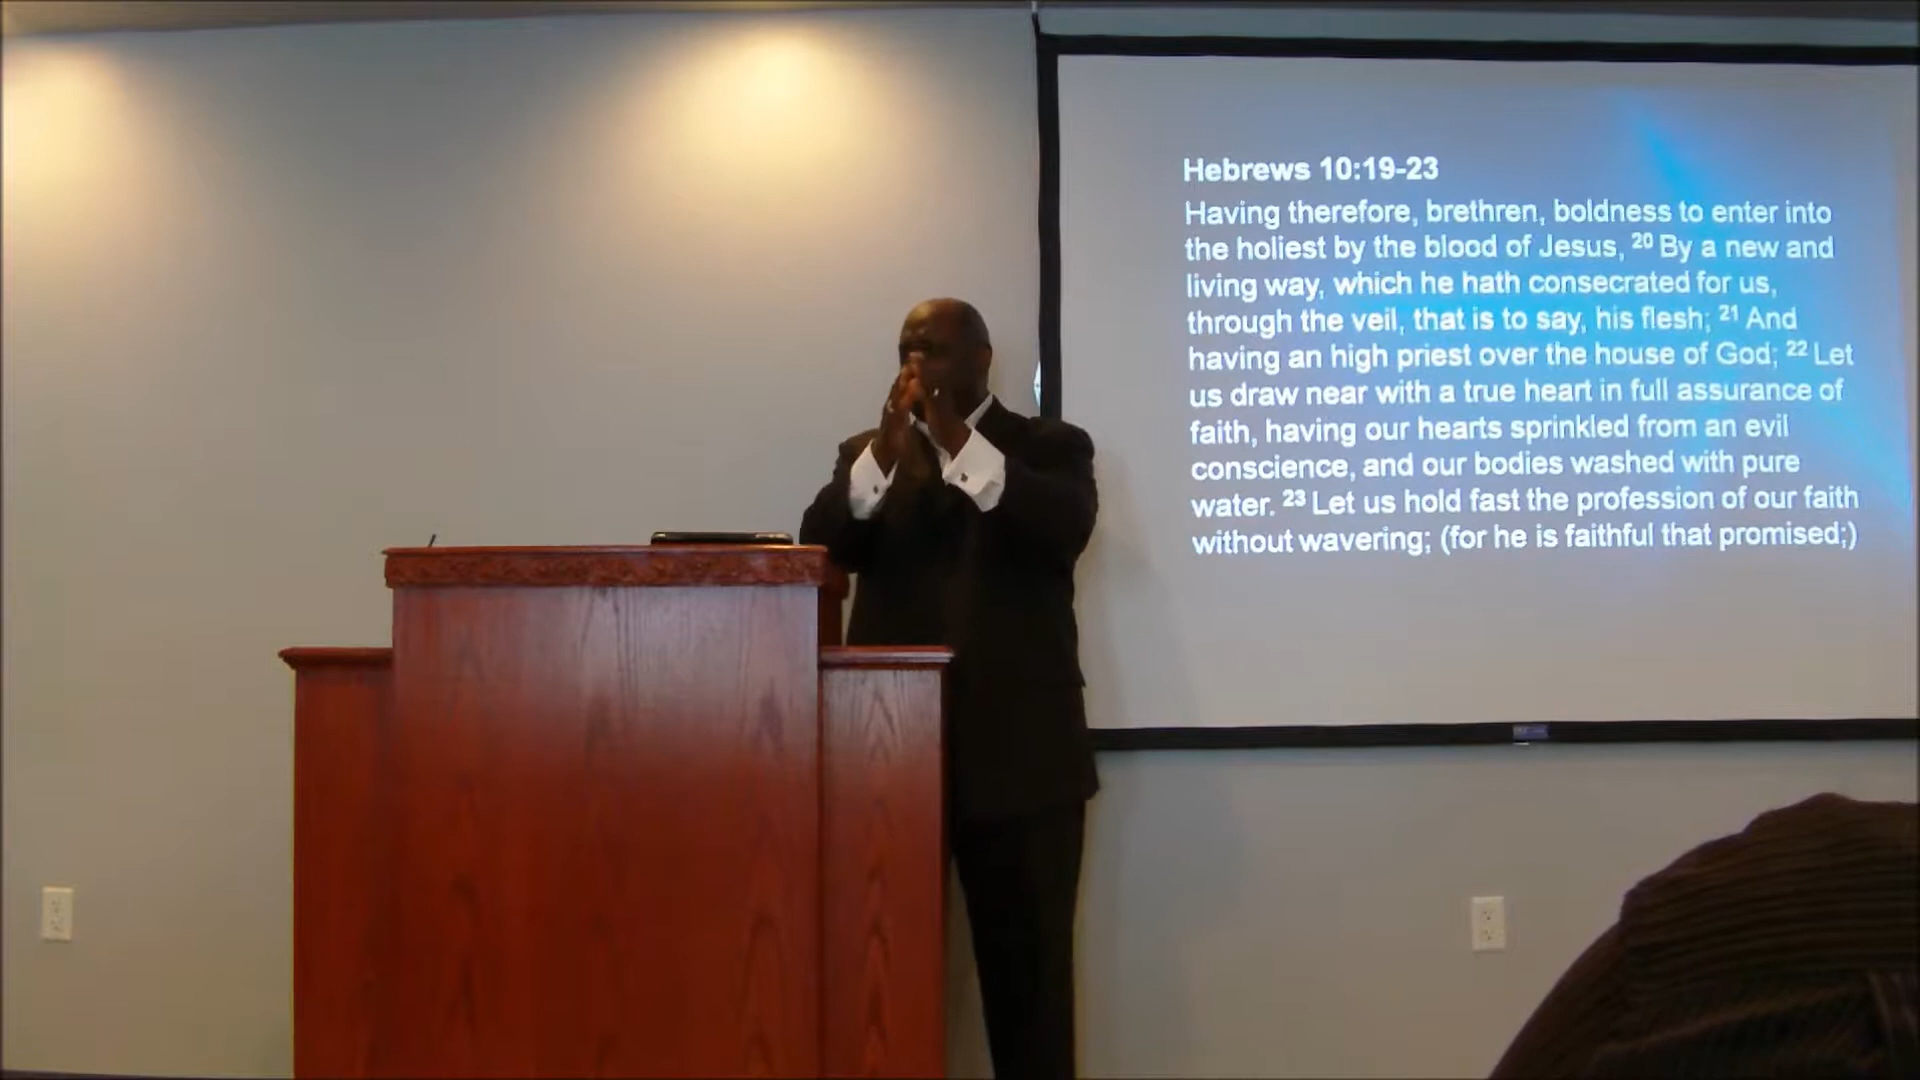 Hebrews 10:19-23
Having therefore, brethren, boldness to enter into
the holiest by the blood of Jesus, 20 By a new and
living way, which he hath consecrated for us,
through the veil, that is to say, his flesh; 21 And
having an high priest over the house of God; 22 Let
us draw near with a true heart in full assurance of
faith, having our hearts sprinkled from an evil
conscience, and our bodies washed with pure
water. 23 Let us hold fast the profession of our faith
without wavering; (for he is faithful that promised;)